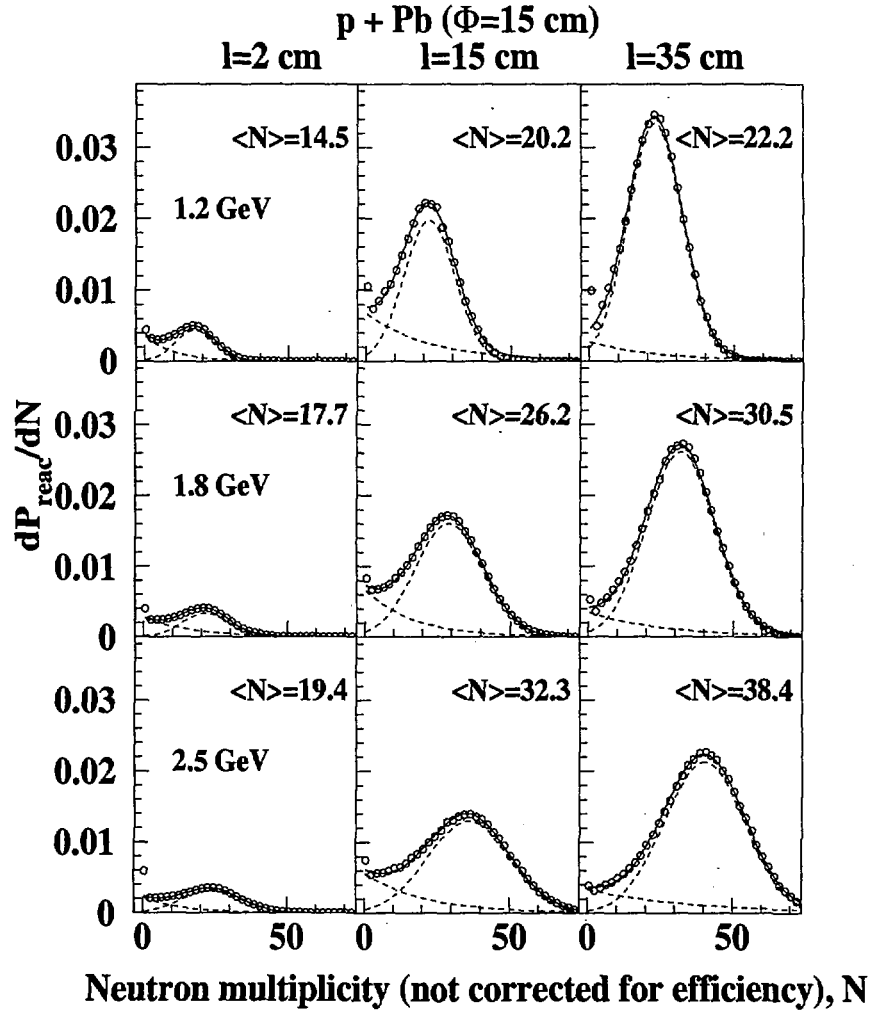 p + Pb (Φ=15 cm)
l=2 cm l=15 cm l=35 cm
<N>=14.5 <N>=20.2 <N>=22.2
0.03
1.2 GeV
0.02
0.01
0
<N>=17.7 <N>=26.2 <N>=30.5
0.03
1.8 GeV
0.02
0.01
0
<N>=19.4 <N>=32.3 <N>=38.4
0.03
2.5 GeV
0.02
0.01
0
dPreac/dN
0 50 0 50 0 50
Neutron multiplicity (not corrected for efficiency), N